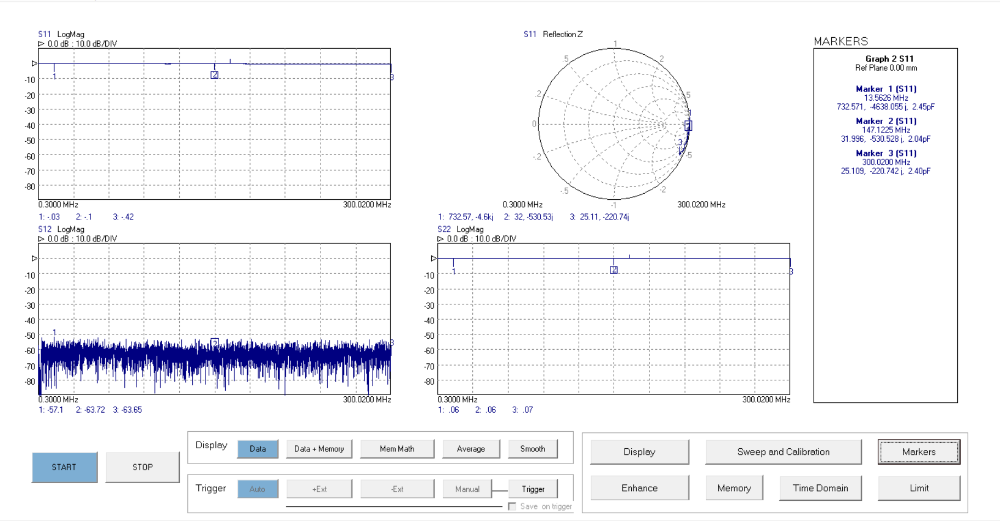 S11 LogMag
0.0 dB : 10.0 dB/DIV
1
2
3
-10
-20
-30
-40
-50
-60
-70
-80
0.3000 MHz
300.0200 MHz
1: -.03 2: -.1 3: -.42
S11 Reflection Z
1
.5
2
.2
5
0
1
2
3
-.2
-5
-.5
-2
-1
0.3000 MHz
300.0200 MHz
1: 732.57, -4.6kj 2: 32, -530.53j 3: 25.11, -220.74j
MARKERS
Graph 2 S11
Ref Plane 0.00 mm
Marker 1 (S11)
13.5626 MHz
732.571, -4638.055 j, 2.45pF
Marker 2 (S11)
147.1225 MHz
31.996, -530.528 j, 2.04pF
Marker 3 (S11)
300.0200 MHz
25.109, -220.742 j, 2.40pF
S12 LogMag
0.0 dB : 10.0 dB/DIV
-10
-20
-30
-40
-50
-60
-70
-80
1
2
3
0.3000 MHz
300.0200 MHz
1: -57.1 2: -63.72 3: -63.65
S22 LogMag
0.0 dB : 10.0 dB/DIV
1
2
3
-10
-20
-30
-40
-50
-60
-70
-80
0.3000 MHz
300.0200 MHz
1: .06 2: .06 3: .07
START
STOP
Display
Data
Data + Memory
Mem Math
Average
Smooth
Trigger
Auto
+Ext
-Ext
Manual
Trigger
Save on trigger
Display
Sweep and Calibration
Markers
Enhance
Memory
Time Domain
Limit